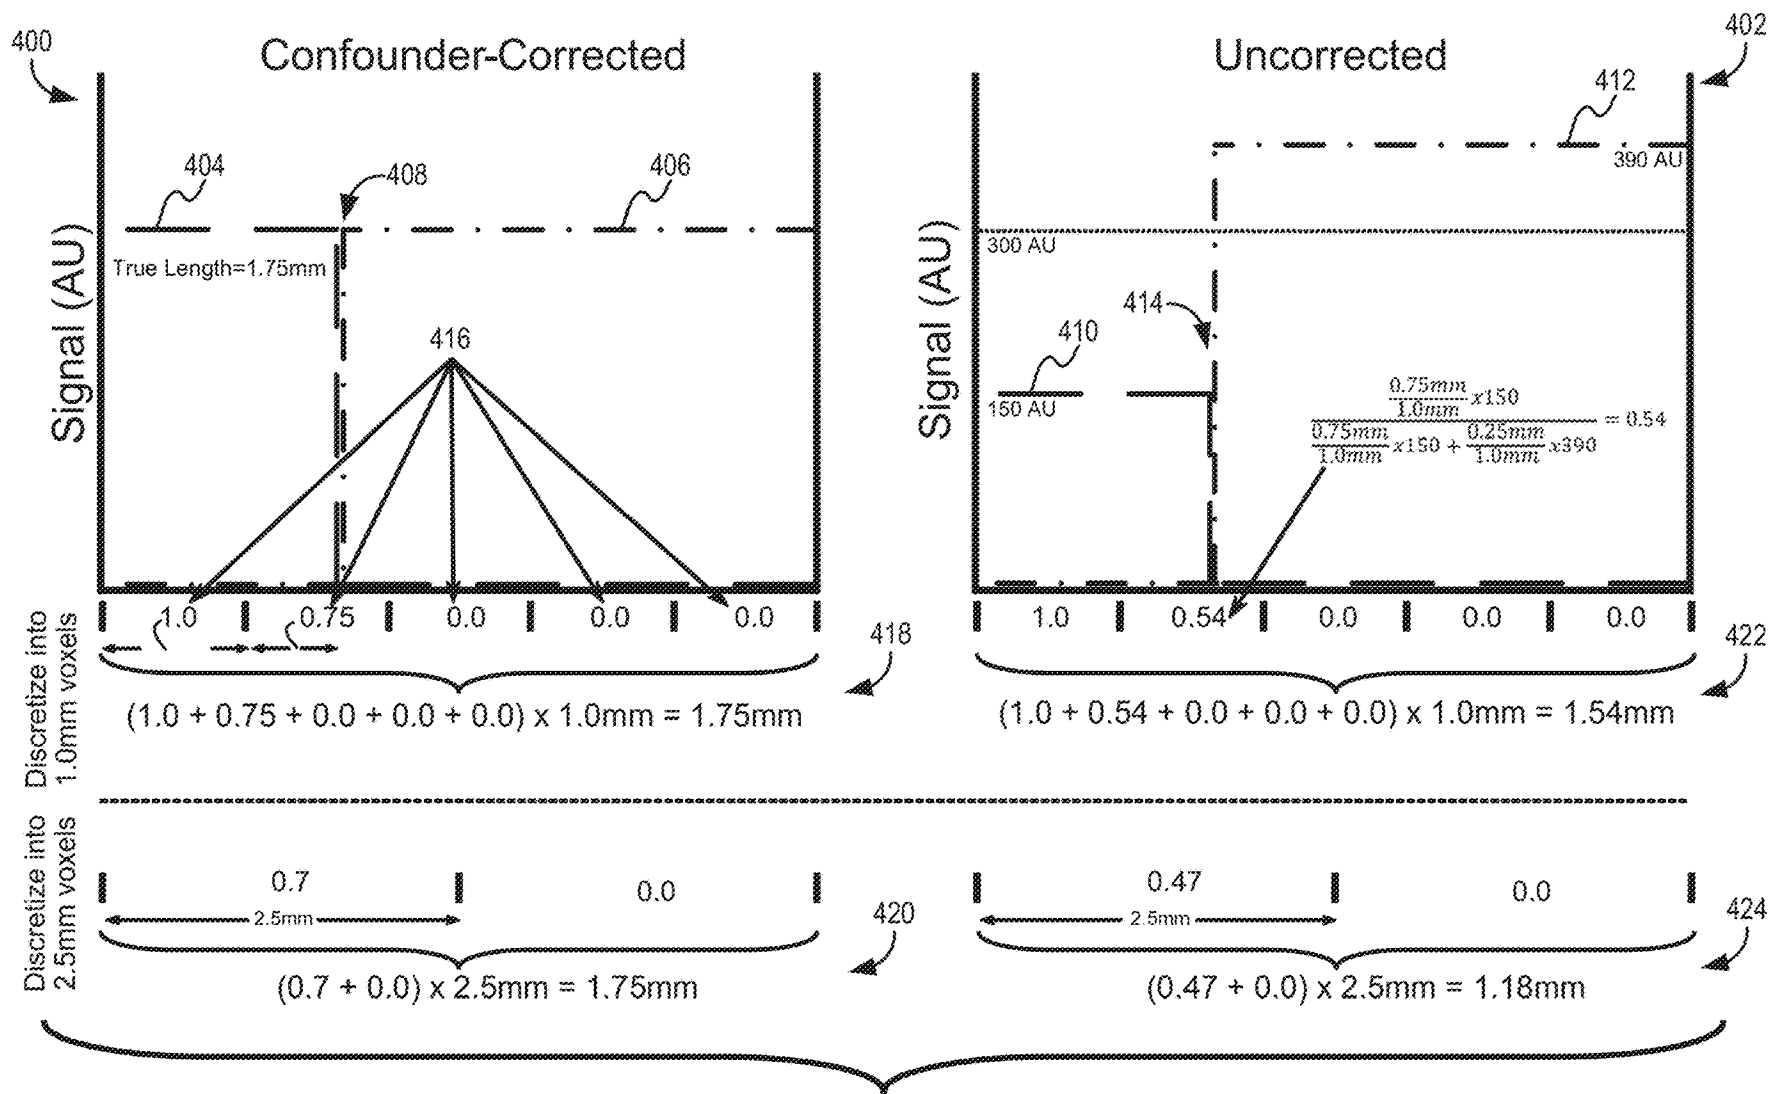 400
Confounder-Corrected
Uncorrected
402
404
408
406
412
390 AU
Signal (AU)
True Length=1.75mm
416
Signal (AU)
300 AU
414
410
150 AU
0.75mm
1.0mm x150
0.75mm
1.0mm x150 + 0.25mm
1.0mm x390 = 0.54
1.0 0.75 0.0 0.0 0.0
1.0 0.54 0.0 0.0 0.0
418
422
Discretize into
1.0mm voxels
(1.0 + 0.75 + 0.0 + 0.0 + 0.0) x 1.0mm = 1.75mm
(1.0 + 0.54 + 0.0 + 0.0 + 0.0) x 1.0mm = 1.54mm
Discretize into
2.5mm voxels
0.7 0.0
0.47 0.0
2.5mm
2.5mm
420
424
(0.7 + 0.0) x 2.5mm = 1.75mm
(0.47 + 0.0) x 2.5mm = 1.18mm